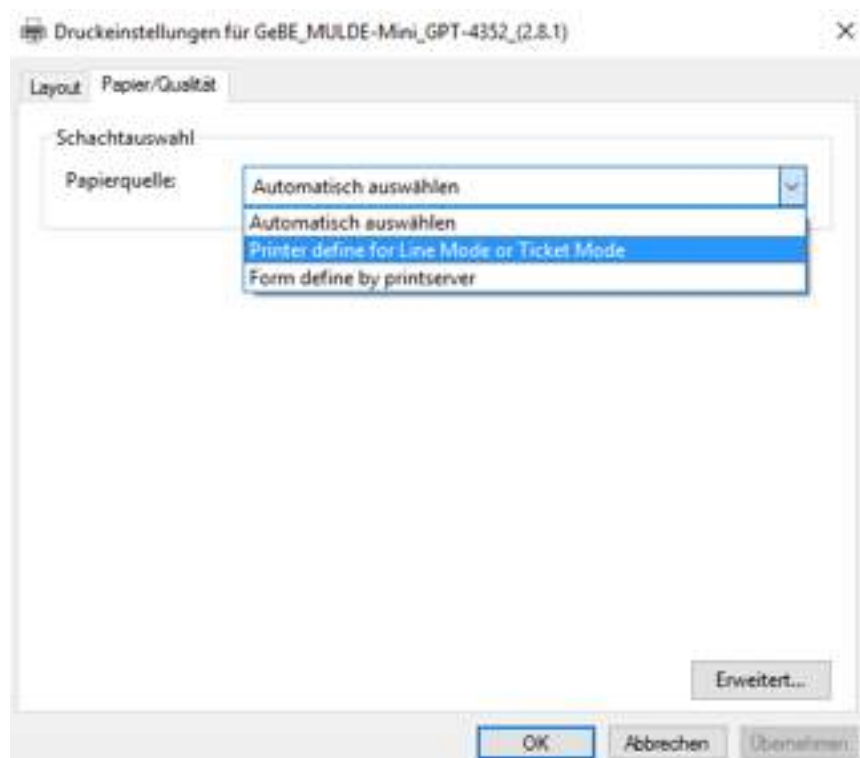 Druckeinstellungen für GeBE_MULDE-Mini_GPT-4352_(2.8.1)
Layout Papier/Qualität
Schachtauswahl
Papierquelle: Automatisch auswählen
Automatisch auswählen
Printer define for Line Mode or Ticket Mode
Form define by printserver
Erweitert...
OK Abbrechen Übernehmen